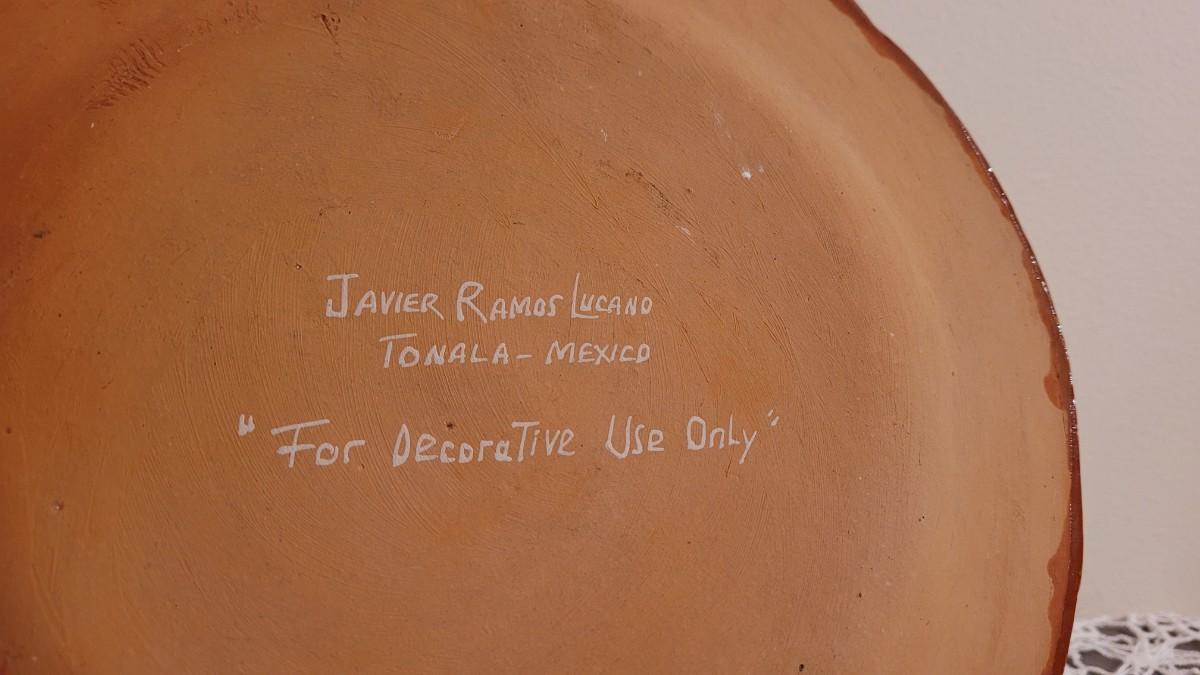 Javier Ramos Lucano
Tonala - Mexico
"For Decorative Use Only"